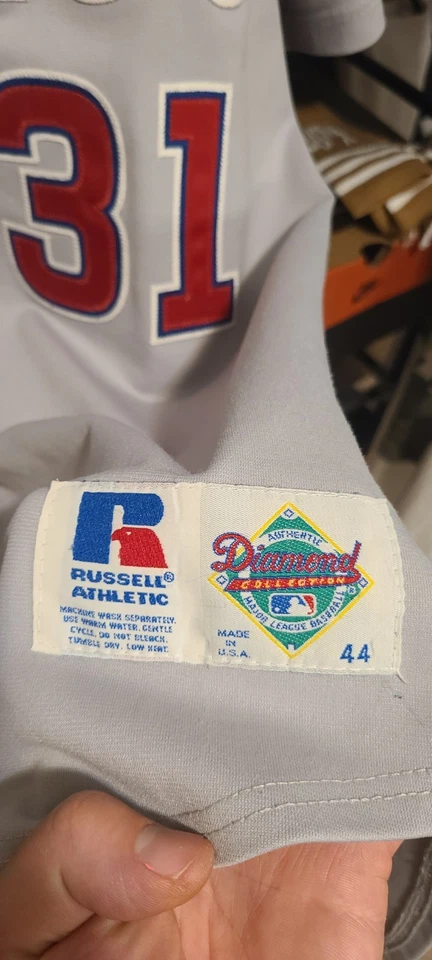 31
RUSSELL®
ATHLETIC
MACHINE WASH SEPARATELY.
USE WARM WATER. GENTLE
CYCLE. DO NOT BLEACH.
TUMBLE DRY. LOW HEAT.
AUTHENTIC
Diamond
COLLECTION
MAJOR LEAGUE BASEBALL
MADE
IN
U.S.A.
44